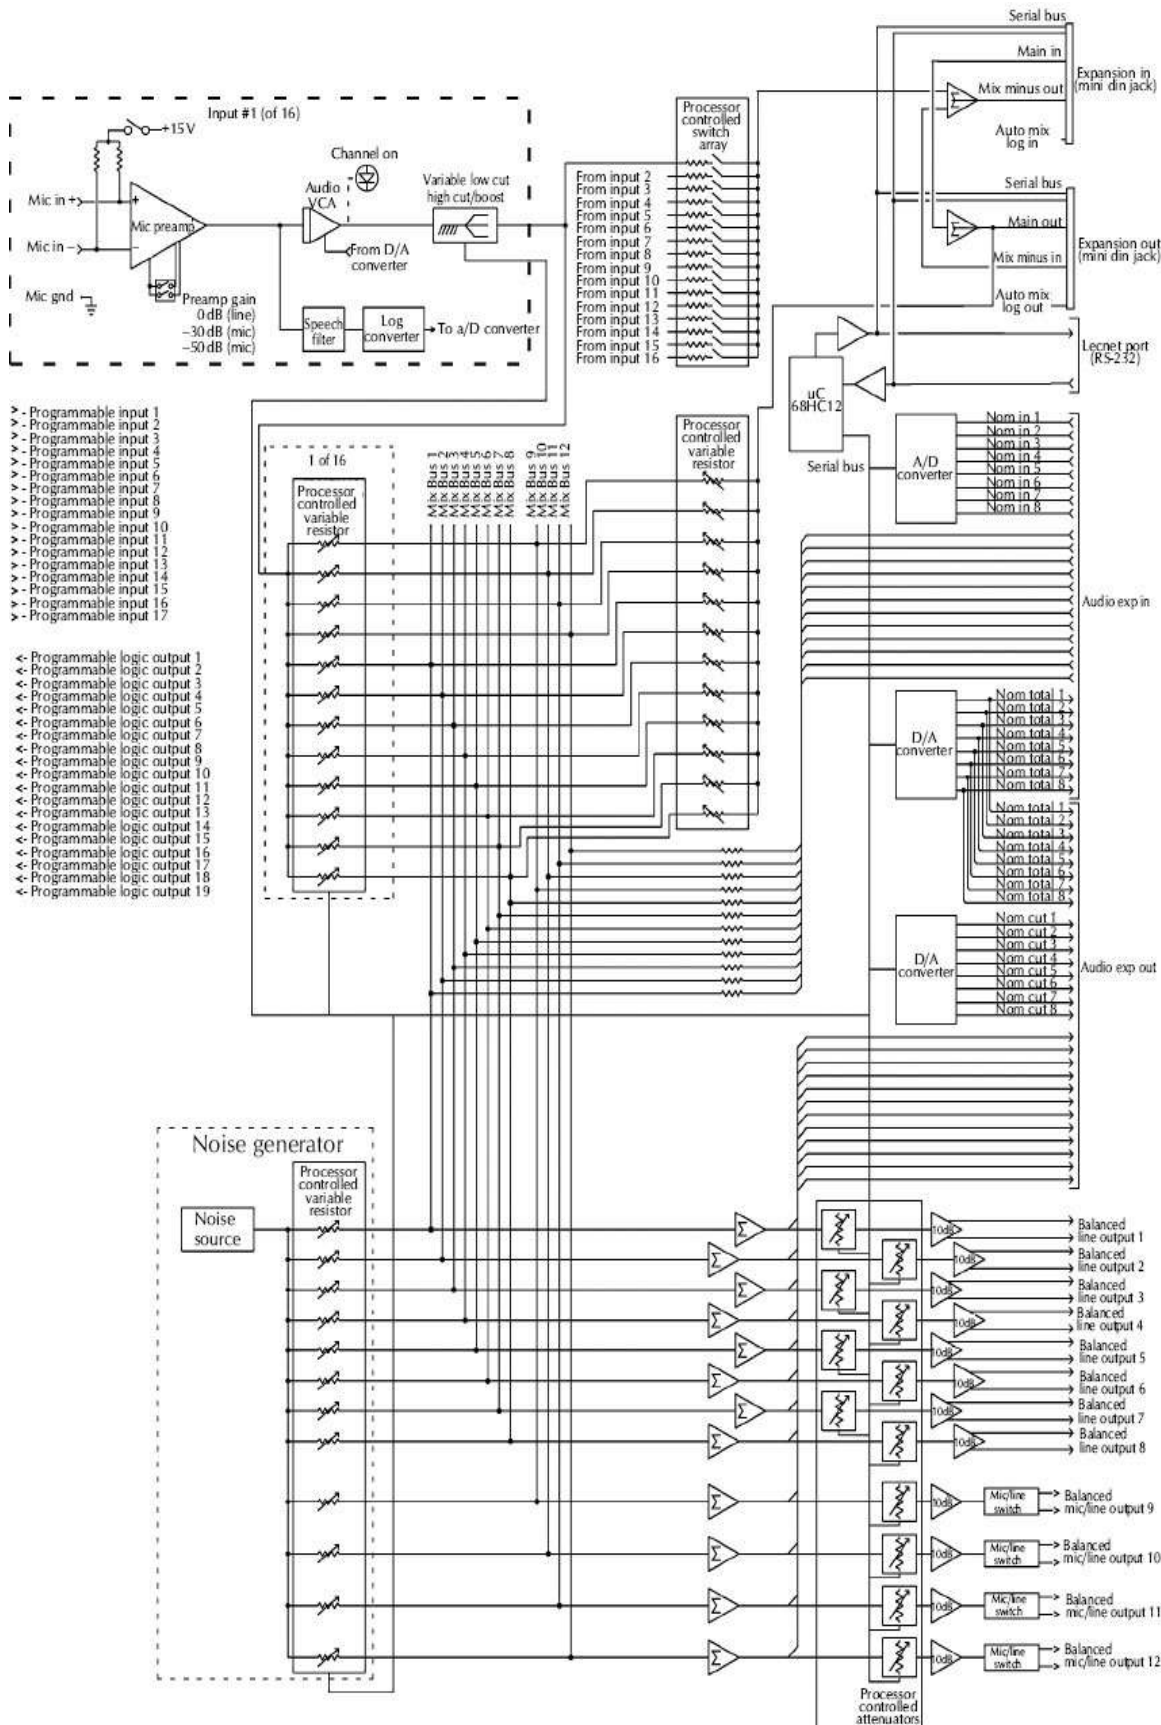 Serial bus
Main in
Expansion in
(mini din jack)
Mix minus out
Auto mix
log in
Serial bus
Main out
Expansion out
(mini din jack)
Mix minus in
Auto mix
log out
Lecnet port
(RS-232)
Input #1 (of 16)
+15V
Channel on
Audio
VCA
Variable low cut
high cut/boost
Mic in +
Mic preamp
+
−
Mic in −
From D/A
converter
Mic gnd
Preamp gain
0dB (line)
−30dB (mic)
−50dB (mic)
Speech
filter
Log
converter
To a/D converter
Processor
controlled
switch
array
From input 2
From input 3
From input 4
From input 5
From input 6
From input 7
From input 8
From input 9
From input 10
From input 11
From input 12
From input 13
From input 14
From input 15
From input 16
Σ
Σ
uC
68HC12
Serial bus
> - Programmable input 1
> - Programmable input 2
> - Programmable input 3
> - Programmable input 4
> - Programmable input 5
> - Programmable input 6
> - Programmable input 7
> - Programmable input 8
> - Programmable input 9
> - Programmable input 10
> - Programmable input 11
> - Programmable input 12
> - Programmable input 13
> - Programmable input 14
> - Programmable input 15
> - Programmable input 16
> - Programmable input 17
<- Programmable logic output 1
<- Programmable logic output 2
<- Programmable logic output 3
<- Programmable logic output 4
<- Programmable logic output 5
<- Programmable logic output 6
<- Programmable logic output 7
<- Programmable logic output 8
<- Programmable logic output 9
<- Programmable logic output 10
<- Programmable logic output 11
<- Programmable logic output 12
<- Programmable logic output 13
<- Programmable logic output 14
<- Programmable logic output 15
<- Programmable logic output 16
<- Programmable logic output 17
<- Programmable logic output 18
<- Programmable logic output 19
1 of 16
Processor
controlled
variable
resistor
Mix Bus 1
Mix Bus 2
Mix Bus 3
Mix Bus 4
Mix Bus 5
Mix Bus 6
Mix Bus 7
Mix Bus 8
Mix Bus 9
Mix Bus 10
Mix Bus 11
Mix Bus 12
Processor
controlled
variable
resistor
A/D
converter
Nom in 1
Nom in 2
Nom in 3
Nom in 4
Nom in 5
Nom in 6
Nom in 7
Nom in 8
Audio exp in
D/A
converter
Nom total 1
Nom total 2
Nom total 3
Nom total 4
Nom total 5
Nom total 6
Nom total 7
Nom total 8
Nom total 1
Nom total 2
Nom total 3
Nom total 4
Nom total 5
Nom total 6
Nom total 7
Nom total 8
D/A
converter
Nom cut 1
Nom cut 2
Nom cut 3
Nom cut 4
Nom cut 5
Nom cut 6
Nom cut 7
Nom cut 8
Audio exp out
Noise generator
Processor
controlled
variable
resistor
Noise
source
Σ
Σ
Σ
Σ
Σ
Σ
Σ
Σ
Σ
Σ
Σ
Σ
10dB
10dB
10dB
10dB
10dB
10dB
10dB
10dB
10dB
10dB
10dB
10dB
Balanced
line output 1
Balanced
line output 2
Balanced
line output 3
Balanced
line output 4
Balanced
line output 5
Balanced
line output 6
Balanced
line output 7
Balanced
line output 8
Mic/line
switch
Balanced
mic/line output 9
Mic/line
switch
Balanced
mic/line output 10
Mic/line
switch
Balanced
mic/line output 11
Mic/line
switch
Balanced
mic/line output 12
Processor
controlled
attenuators